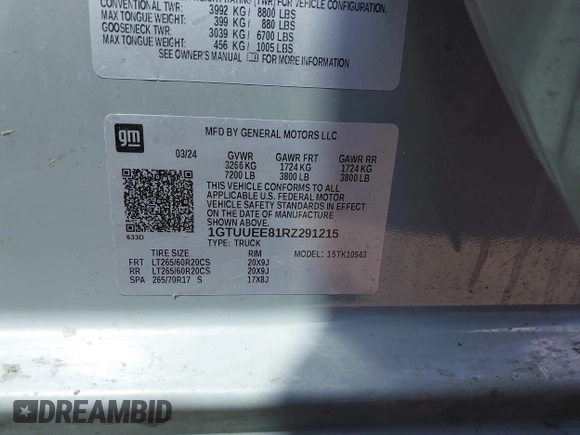 CONVENTIONAL TWR: 3992 KG/ 8800 LBS
MAX TONGUE WEIGHT: 399 KG/ 880 LBS
GOOSENECK TWR: 3039 KG/ 6700 LBS
MAX TONGUE WEIGHT: 456 KG/ 1005 LBS
SEE OWNER'S MANUAL FOR MORE INFORMATION
gm
MFD BY GENERAL MOTORS LLC
03/24 GVWR GAWR FRT GAWR RR
3266 KG 1724 KG 1724 KG
7200 LB 3800 LB 3800 LB
THIS VEHICLE CONFORMS TO ALL
APPLICABLE U.S. FEDERAL MOTOR
VEHICLE SAFETY STANDARDS IN EFFECT ON
THE DATE OF MANUFACTURE SHOWN ABOVE.
1GTUUEE81RZ291215
633D
TYPE: TRUCK MODEL: 15TK10543
TIRE SIZE RIM
FRT LT265/60R20CS 20X9J
RR LT265/60R20CS 20X9J
SPA 265/70R17 S 17X8J
DREAMBID